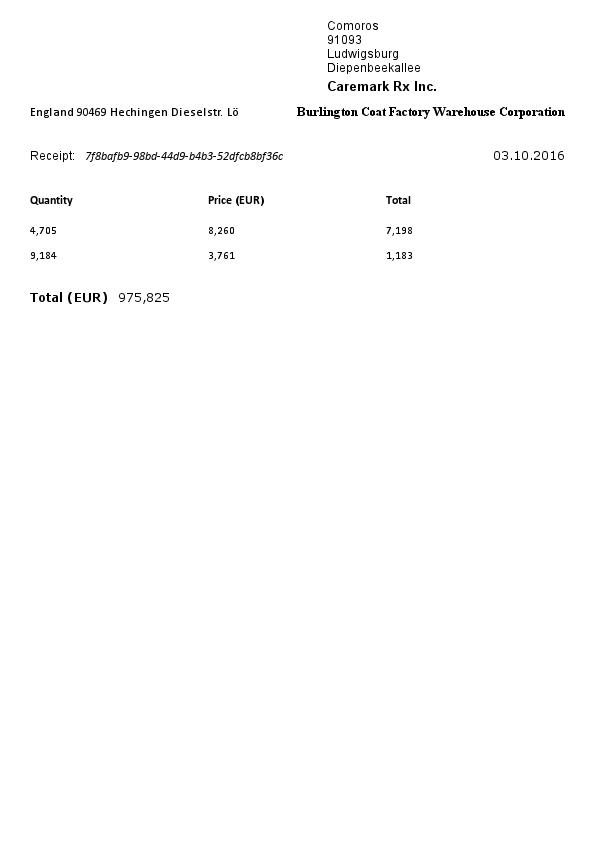 Comoros
91093
Ludwigsburg
Diepenbeekallee
Caremark Rx Inc.
England 90469 Hechingen Dieselstr. Lö Burlington Coat Factory Warehouse Corporation
Receipt: 7f8bafb9-98bd-44d9-b4b3-52dfcb8bf36c 03.10.2016
Quantity Price (EUR) Total
4,705 8,260 7,198
9,184 3,761 1,183
Total (EUR) 975,825